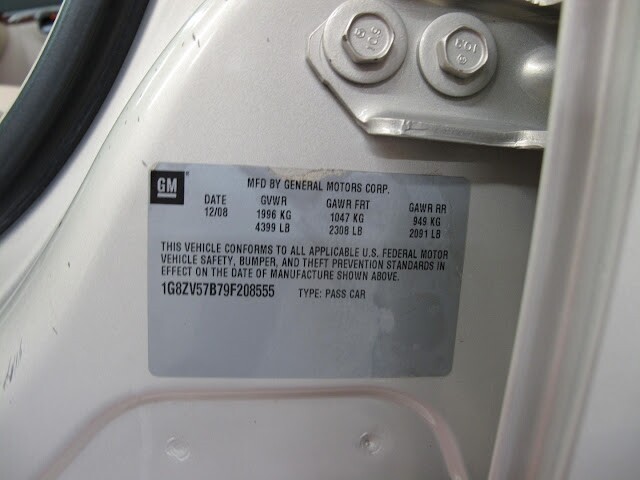 GM
MFD BY GENERAL MOTORS CORP.
DATE GVWR GAWR FRT GAWR RR
12/08 1996 KG 1047 KG 949 KG
4399 LB 2308 LB 2091 LB
THIS VEHICLE CONFORMS TO ALL APPLICABLE U.S. FEDERAL MOTOR
VEHICLE SAFETY, BUMPER, AND THEFT PREVENTION STANDARDS IN
EFFECT ON THE DATE OF MANUFACTURE SHOWN ABOVE.
1G8ZV57B79F208555 TYPE: PASS CAR